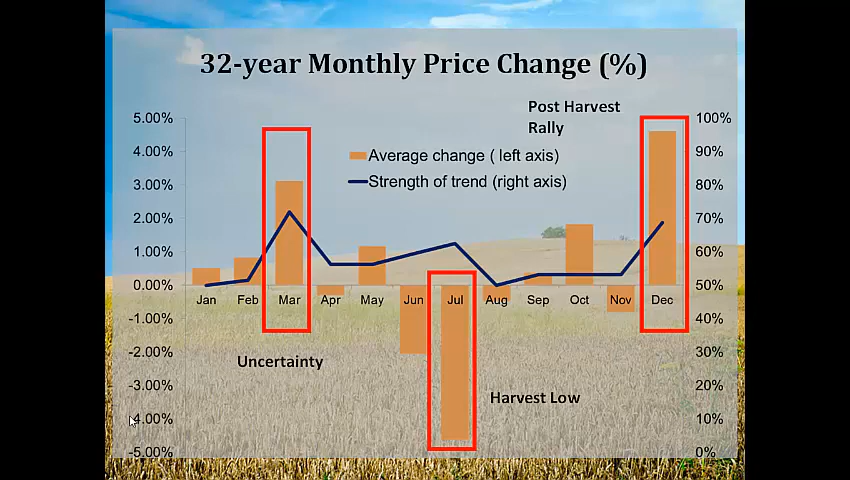 32-year Monthly Price Change (%)
Post Harvest
Rally
5.00%
4.00%
3.00%
2.00%
1.00%
0.00%
-1.00%
-2.00%
-3.00%
-4.00%
-5.00%
100%
90%
80%
70%
60%
50%
40%
30%
20%
10%
0%
Average change ( left axis)
Strength of trend (right axis)
Jan Feb Mar Apr May Jun Jul Aug Sep Oct Nov Dec
Uncertainty
Harvest Low